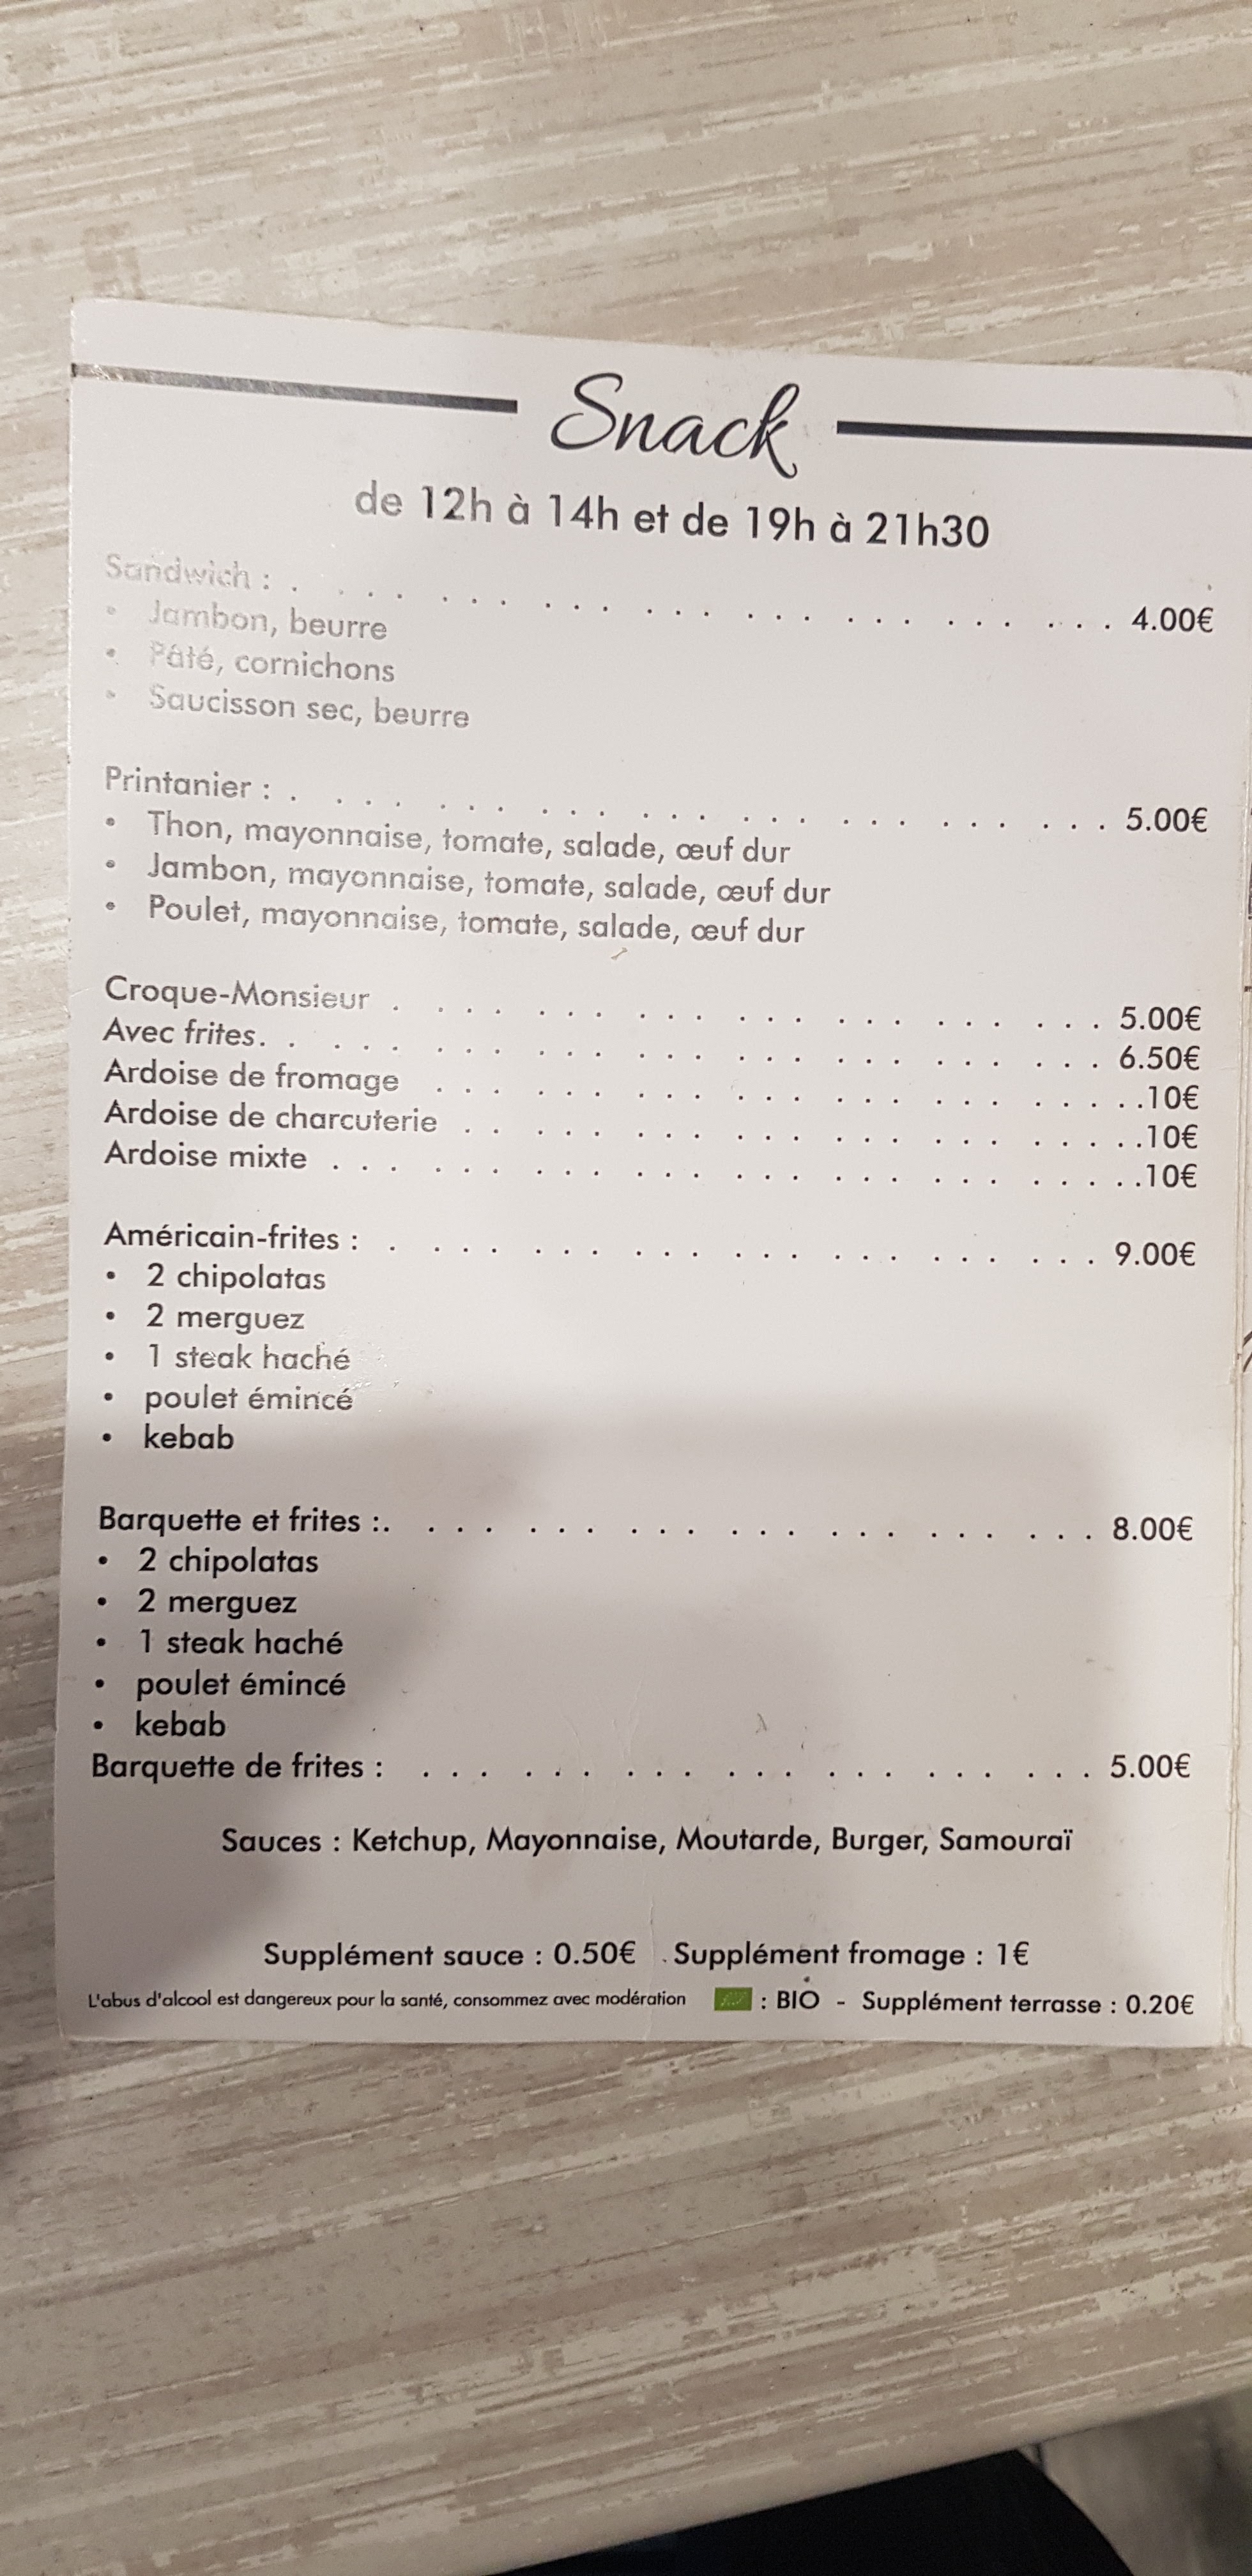 Snack
de 12h à 14h et de 19h à 21h30
Sandwich : . . . . . . . . . . . . . . . . . . . . . . . . 4.00€
• Jambon, beurre
• Pâté, cornichons
• Saucisson sec, beurre
Printanier : . . . . . . . . . . . . . . . . . . . . . . . . 5.00€
• Thon, mayonnaise, tomate, salade, œuf dur
• Jambon, mayonnaise, tomate, salade, œuf dur
• Poulet, mayonnaise, tomate, salade, œuf dur
Croque-Monsieur . . . . . . . . . . . . . . . . . . . . . . 5.00€
Avec frites. . . . . . . . . . . . . . . . . . . . . . . . . 6.50€
Ardoise de fromage . . . . . . . . . . . . . . . . . . . . . . .10€
Ardoise de charcuterie . . . . . . . . . . . . . . . . . . . . . .10€
Ardoise mixte . . . . . . . . . . . . . . . . . . . . . . . . . .10€
Américain-frites : . . . . . . . . . . . . . . . . . . . . . . 9.00€
• 2 chipolatas
• 2 merguez
• 1 steak haché
• poulet émincé
• kebab
Barquette et frites :. . . . . . . . . . . . . . . . . . . . . . 8.00€
• 2 chipolatas
• 2 merguez
• 1 steak haché
• poulet émincé
• kebab
Barquette de frites : . . . . . . . . . . . . . . . . . . . . . 5.00€
Sauces : Ketchup, Mayonnaise, Moutarde, Burger, Samouraï
Supplément sauce : 0.50€ Supplément fromage : 1€
L'abus d'alcool est dangereux pour la santé, consommez avec modération : BIO - Supplément terrasse : 0.20€